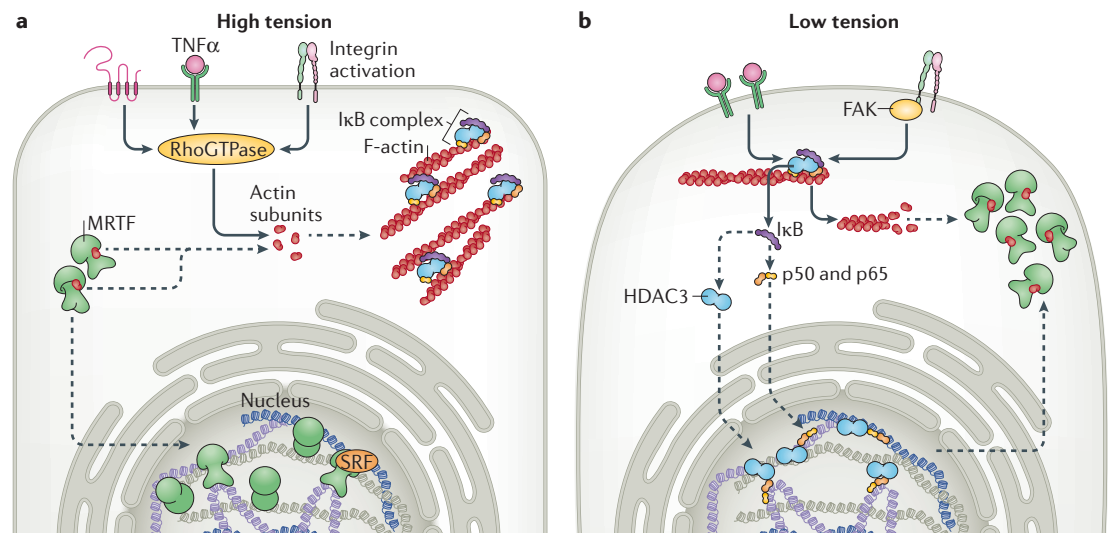 a
High tension
TNFα
Integrin
activation
RhoGTPase
IκB complex
F-actin
Actin
subunits
MRTF
Nucleus
SRF
b
Low tension
FAK
IκB
p50 and p65
HDAC3